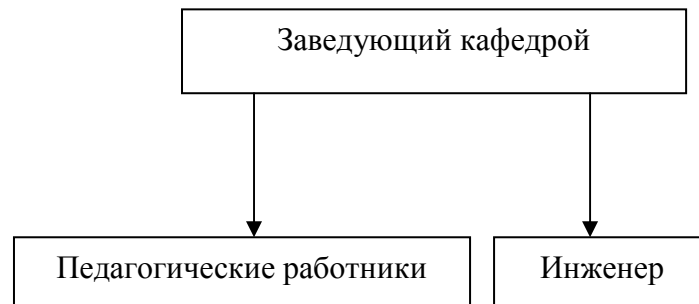 Заведующий кафедрой
Педагогические работники
Инженер